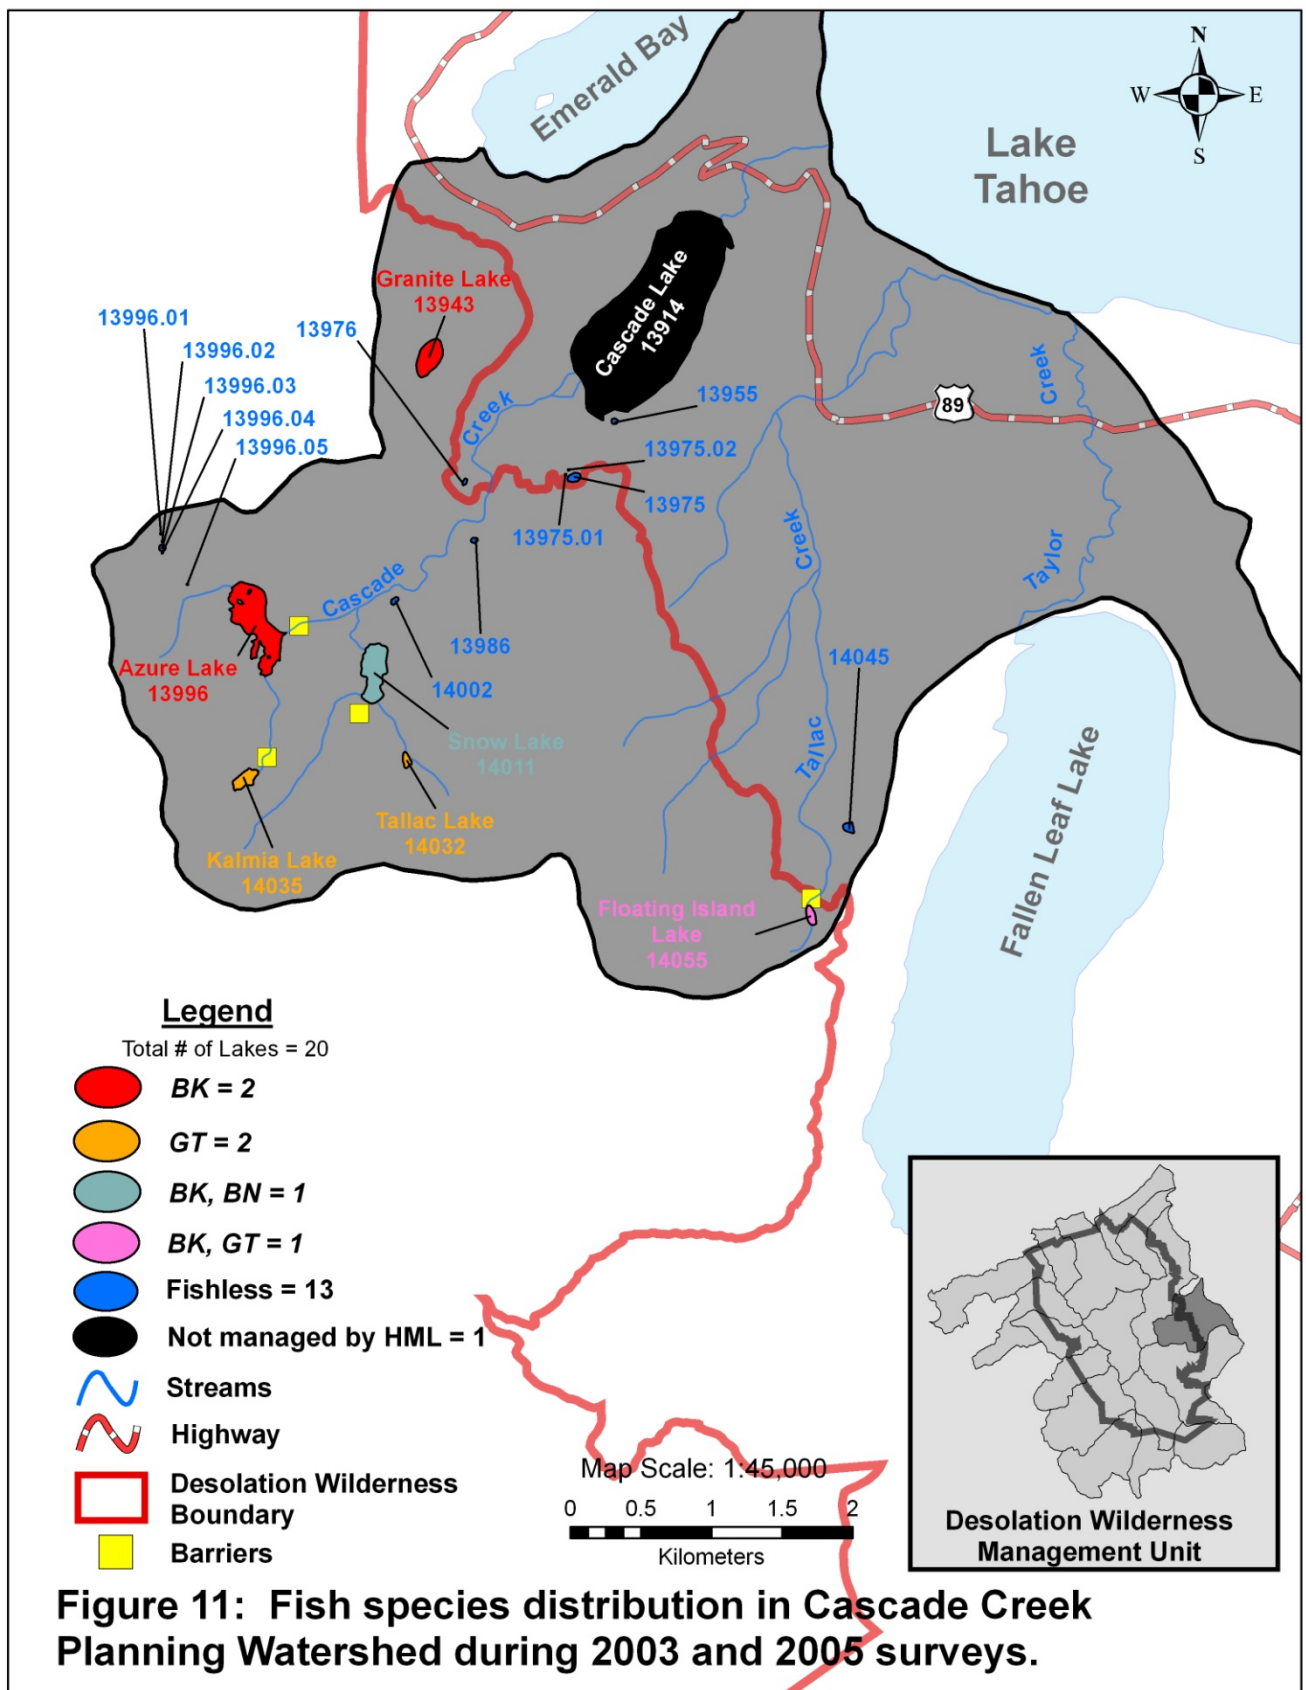 Emerald Bay
N
W
E
S
Lake
Tahoe
Granite Lake
13943
Cascade Lake
13914
13996.01
13976
13996.02
13996.03
13996.04
13996.05
Creek
13955
89
Creek
13975.02
13975
13975.01
Creek
Cascade
Taylor
13986
14002
14045
Azure Lake
13996
Snow Lake
14011
Tallac
Tallac Lake
14032
Kalmia Lake
14035
Fallen Leaf Lake
Floating Island
Lake
14055
Legend
Total # of Lakes = 20
BK = 2
GT = 2
BK, BN = 1
BK, GT = 1
Fishless = 13
Not managed by HML = 1
Streams
Highway
Desolation Wilderness
Boundary
Barriers
Map Scale: 1:45,000
0 0.5 1 1.5 2
Kilometers
Desolation Wilderness
Management Unit
Figure 11: Fish species distribution in Cascade Creek
Planning Watershed during 2003 and 2005 surveys.